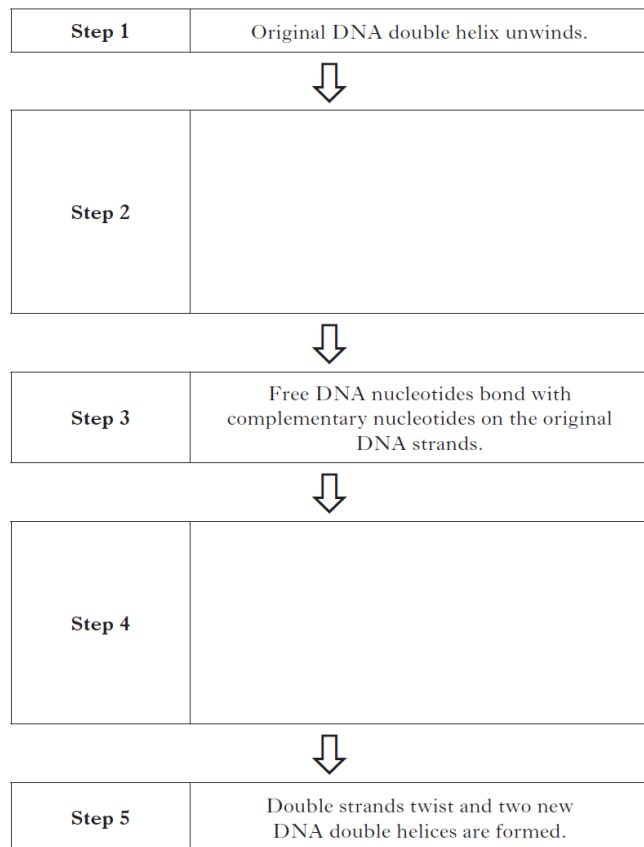 Step 1
Original DNA double helix unwinds.
Step 2
Step 3
Free DNA nucleotides bond with
complementary nucleotides on the original
DNA strands.
Step 4
Step 5
Double strands twist and two new
DNA double helices are formed.